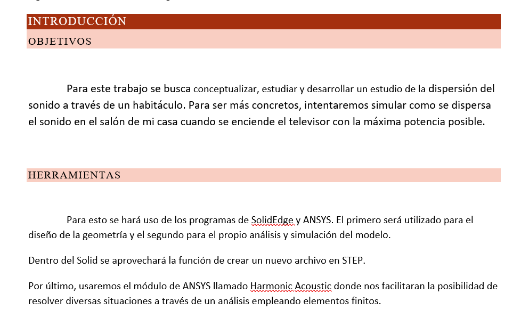 INTRODUCCIÓN
OBJETIVOS
Para este trabajo se busca conceptualizar, estudiar y desarrollar un estudio de la dispersión del
sonido a través de un habitáculo. Para ser más concretos, intentaremos simular como se dispersa
el sonido en el salón de mi casa cuando se enciende el televisor con la máxima potencia posible.
HERRAMIENTAS
Para esto se hará uso de los programas de SolidEdge y ANSYS. El primero será utilizado para el
diseño de la geometría y el segundo para el propio análisis y simulación del modelo.
Dentro del Solid se aprovechará la función de crear un nuevo archivo en STEP.
Por último, usaremos el módulo de ANSYS llamado Harmonic Acoustic donde nos facilitaran la posibilidad de
resolver diversas situaciones a través de un análisis empleando elementos finitos.